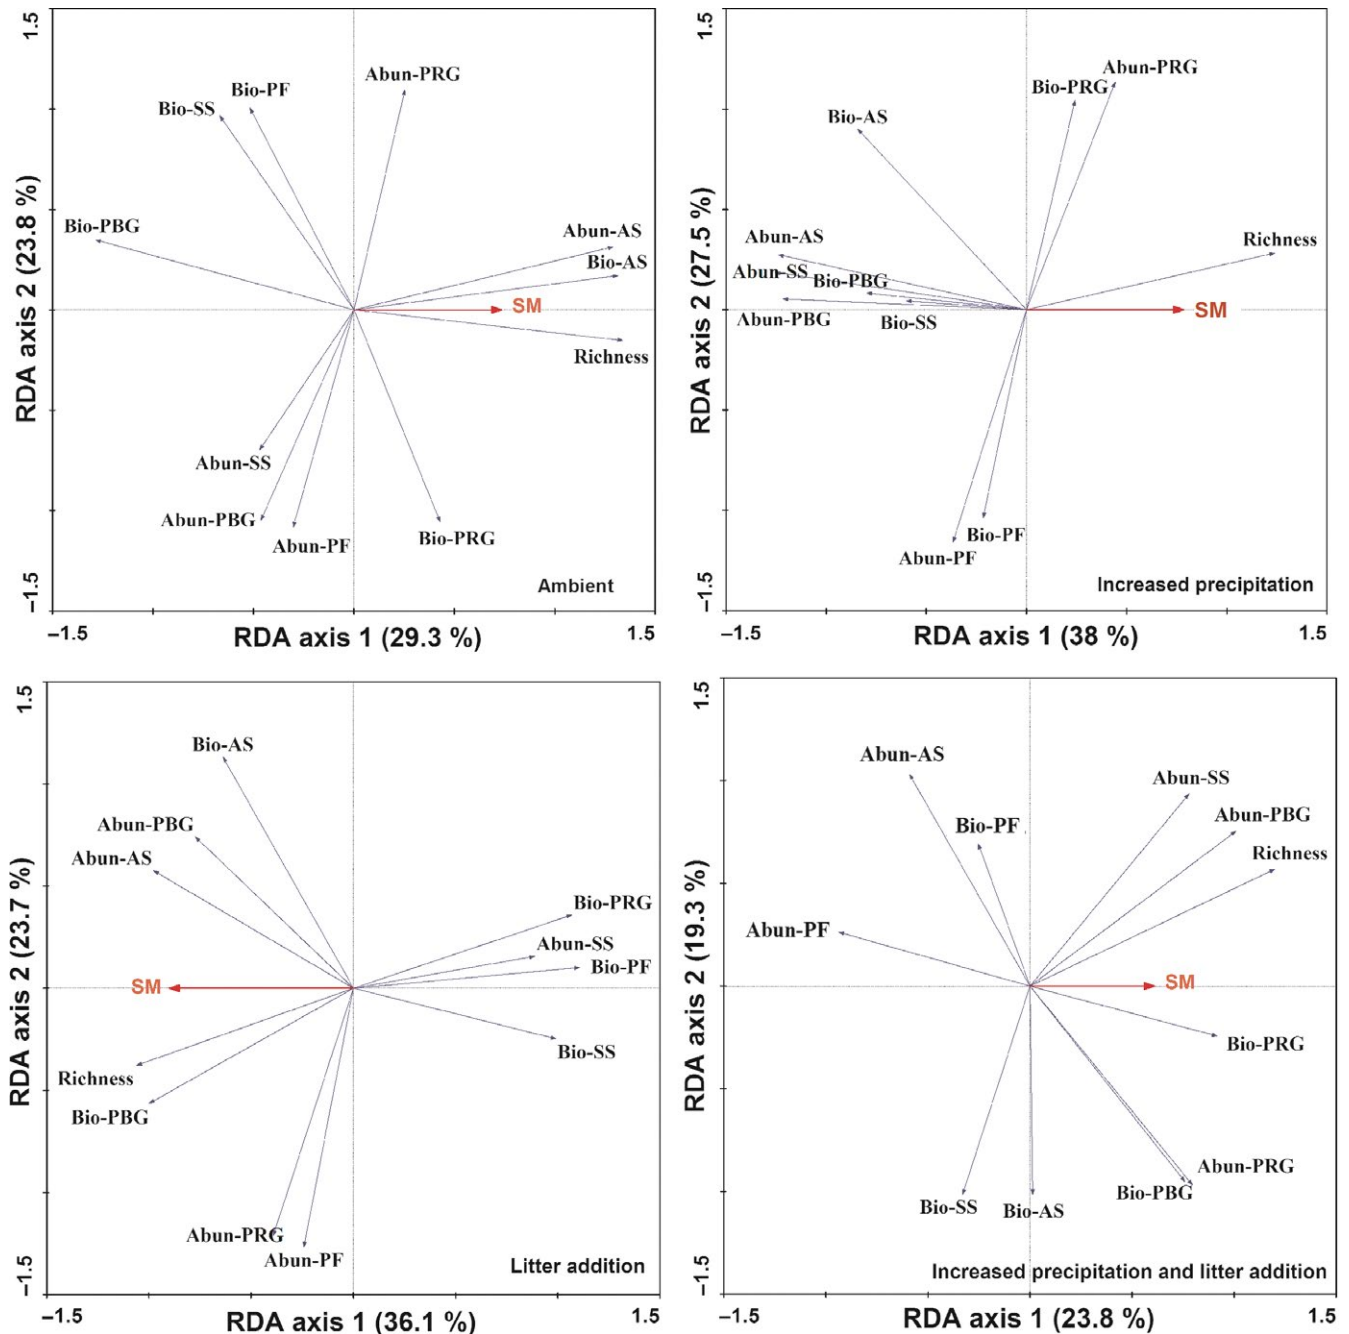 1.5
RDA axis 2 (23.8 %)
−1.5
Abun-PRG
Bio-PF
Bio-SS
Bio-PBG
Abun-AS
Bio-AS
SM
Richness
Abun-SS
Abun-PBG
Abun-PF
Bio-PRG
Ambient
−1.5
RDA axis 1 (29.3 %)
1.5
1.5
RDA axis 2 (27.5 %)
−1.5
Abun-PRG
Bio-PRG
Bio-AS
Abun-AS
Richness
Abun-SS
Bio-PBG
Abun-PBG
Bio-SS
SM
Bio-PF
Abun-PF
Increased precipitation
−1.5
RDA axis 1 (38 %)
1.5
1.5
RDA axis 2 (23.7 %)
−1.5
Bio-AS
Abun-PBG
Abun-AS
Bio-PRG
Abun-SS
Bio-PF
SM
Bio-SS
Richness
Bio-PBG
Abun-PRG
Abun-PF
Litter addition
−1.5
RDA axis 1 (36.1 %)
1.5
1.5
RDA axis 2 (19.3 %)
−1.5
Abun-AS
Abun-SS
Abun-PBG
Bio-PF
Richness
Abun-PF
SM
Bio-PRG
Abun-PRG
Bio-PBG
Bio-SS
Bio-AS
Increased precipitation and litter addition
−1.5
RDA axis 1 (23.8 %)
1.5